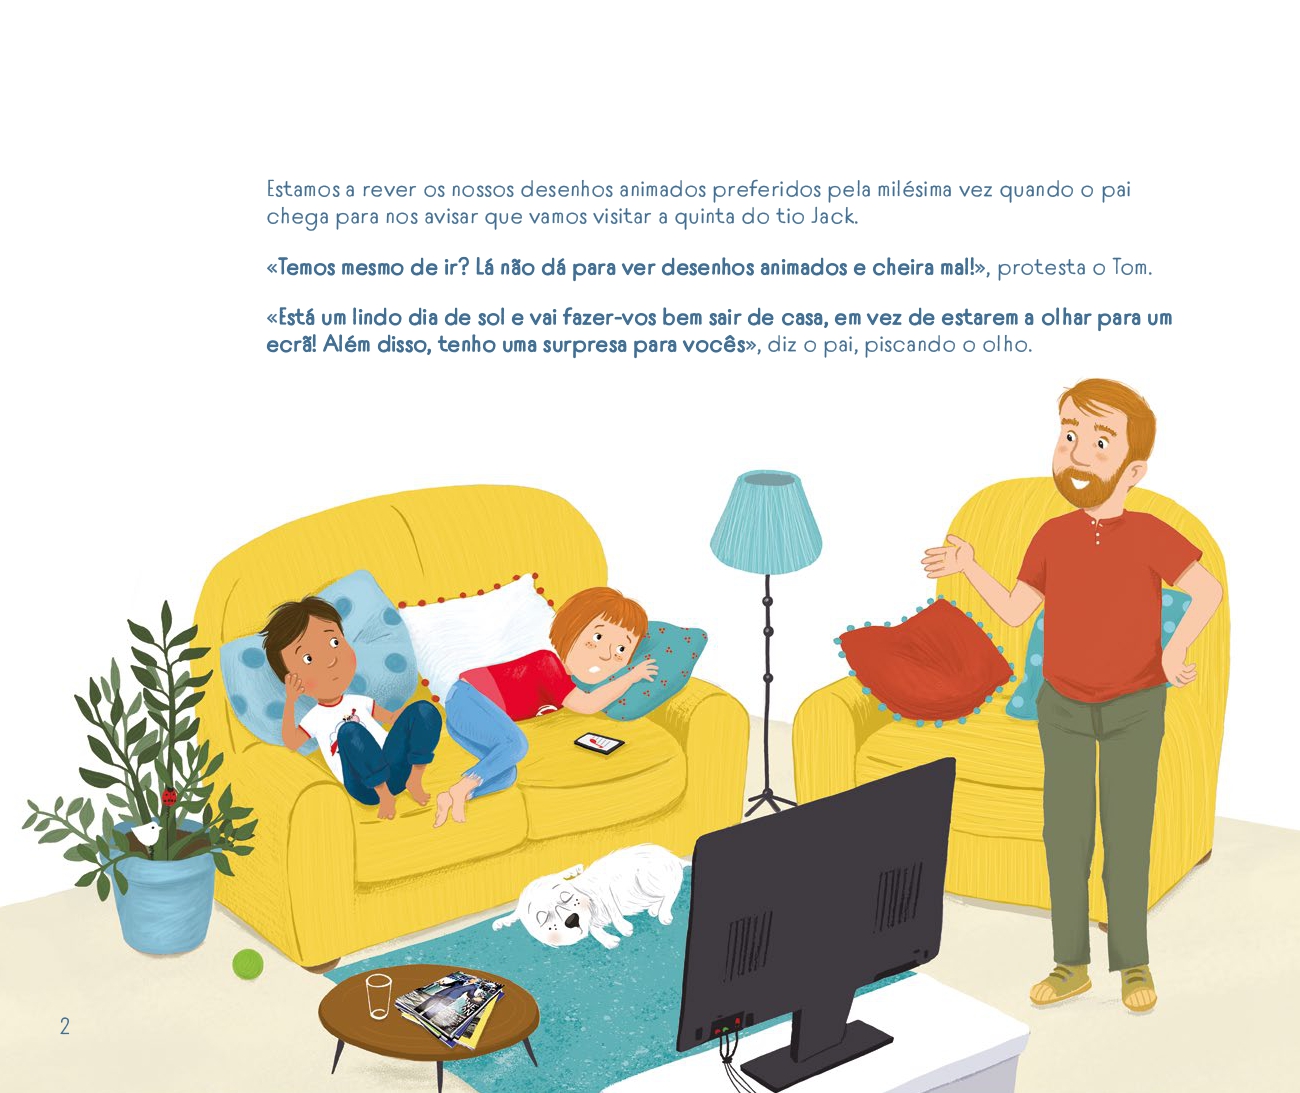 Estamos a rever os nossos desenhos animados preferidos pela milésima vez quando o pai
chega para nos avisar que vamos visitar a quinta do tio Jack.
«Temos mesmo de ir? Lá não dá para ver desenhos animados e cheira mal!», protesta o Tom.
«Está um lindo dia de sol e vai fazer-vos bem sair de casa, em vez de estarem a olhar para um
ecrã! Além disso, tenho uma surpresa para vocês», diz o pai, piscando o olho.
2